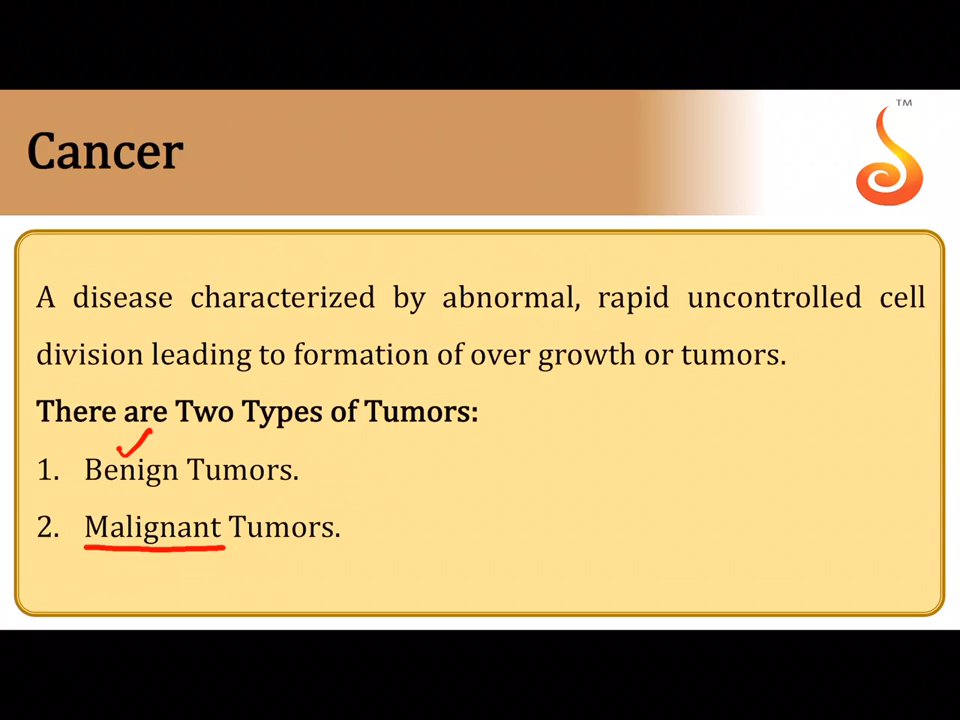 TM
Cancer
A disease characterized by abnormal, rapid uncontrolled cell
division leading to formation of over growth or tumors.
There are Two Types of Tumors:
1. Benign Tumors.
2. Malignant Tumors.